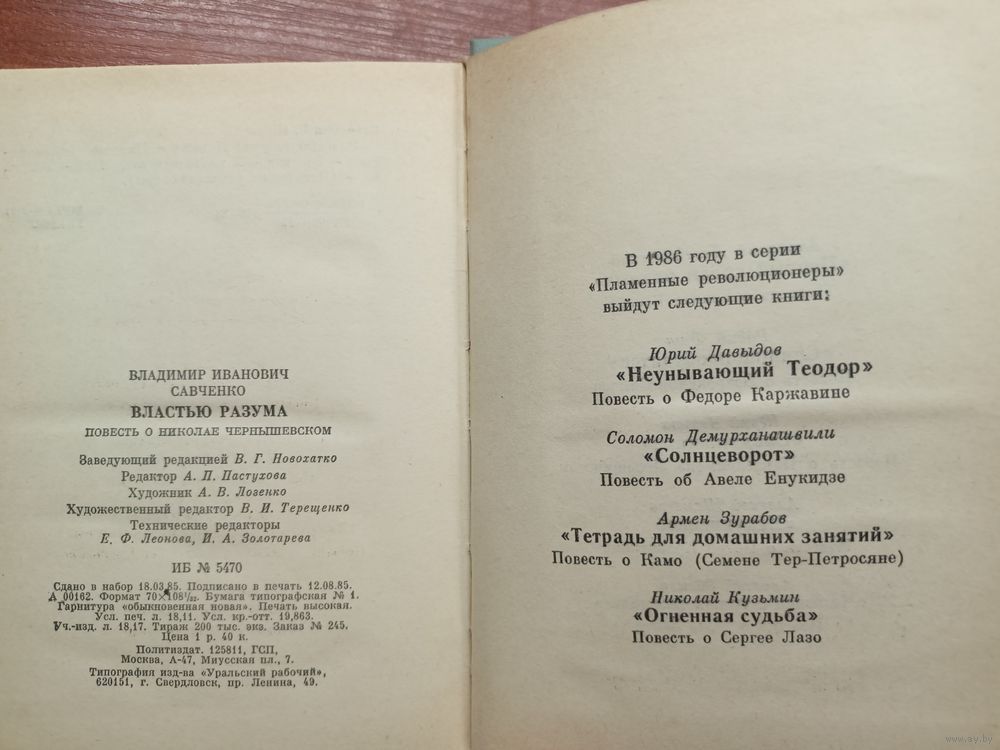 ВЛАДИМИР ИВАНОВИЧ
САВЧЕНКО
ВЛАСТЬЮ РАЗУМА
ПОВЕСТЬ О НИКОЛАЕ ЧЕРНЫШЕВСКОМ
Заведующий редакцией В. Г. Новохатко
Редактор А. П. Пастухова
Художник А. В. Лозенко
Художественный редактор В. И. Терещенко
Технические редакторы
Е. Ф. Леонова, И. А. Золотарева
ИБ № 5470
Сдано в набор 18.03.85. Подписано в печать 12.08.85.
А 00162. Формат 70×108 1/32. Бумага типографская № 1.
Гарнитура «обыкновенная новая». Печать высокая.
Усл. печ. л. 18,11. Усл. кр.-отт. 19,863.
Уч.-изд. л. 18,17. Тираж 200 тыс. экз. Заказ № 245.
Цена 1 р. 40 к.
Политиздат. 125811, ГСП,
Москва, А-47, Миусская пл., 7.
Типография изд-ва «Уральский рабочий»,
620151, г. Свердловск, пр. Ленина, 49.
В 1986 году в серии
«Пламенные революционеры»
выйдут следующие книги:
Юрий Давыдов
«Неунывающий Теодор»
Повесть о Федоре Каржавине
Соломон Демурханашвили
«Солнцеворот»
Повесть об Авеле Енукидзе
Армен Зурабов
«Тетрадь для домашних занятий»
Повесть о Камо (Семене Тер-Петросяне)
Николай Кузьмин
«Огненная судьба»
Повесть о Сергее Лазо
www.ay.by